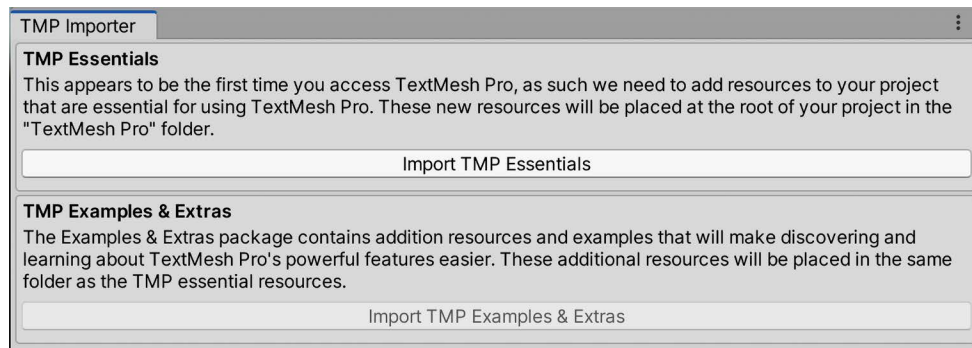 TMP Importer
TMP Essentials
This appears to be the first time you access TextMesh Pro, as such we need to add resources to your project
that are essential for using TextMesh Pro. These new resources will be placed at the root of your project in the
"TextMesh Pro" folder.
Import TMP Essentials
TMP Examples & Extras
The Examples & Extras package contains addition resources and examples that will make discovering and
learning about TextMesh Pro's powerful features easier. These additional resources will be placed in the same
folder as the TMP essential resources.
Import TMP Examples & Extras